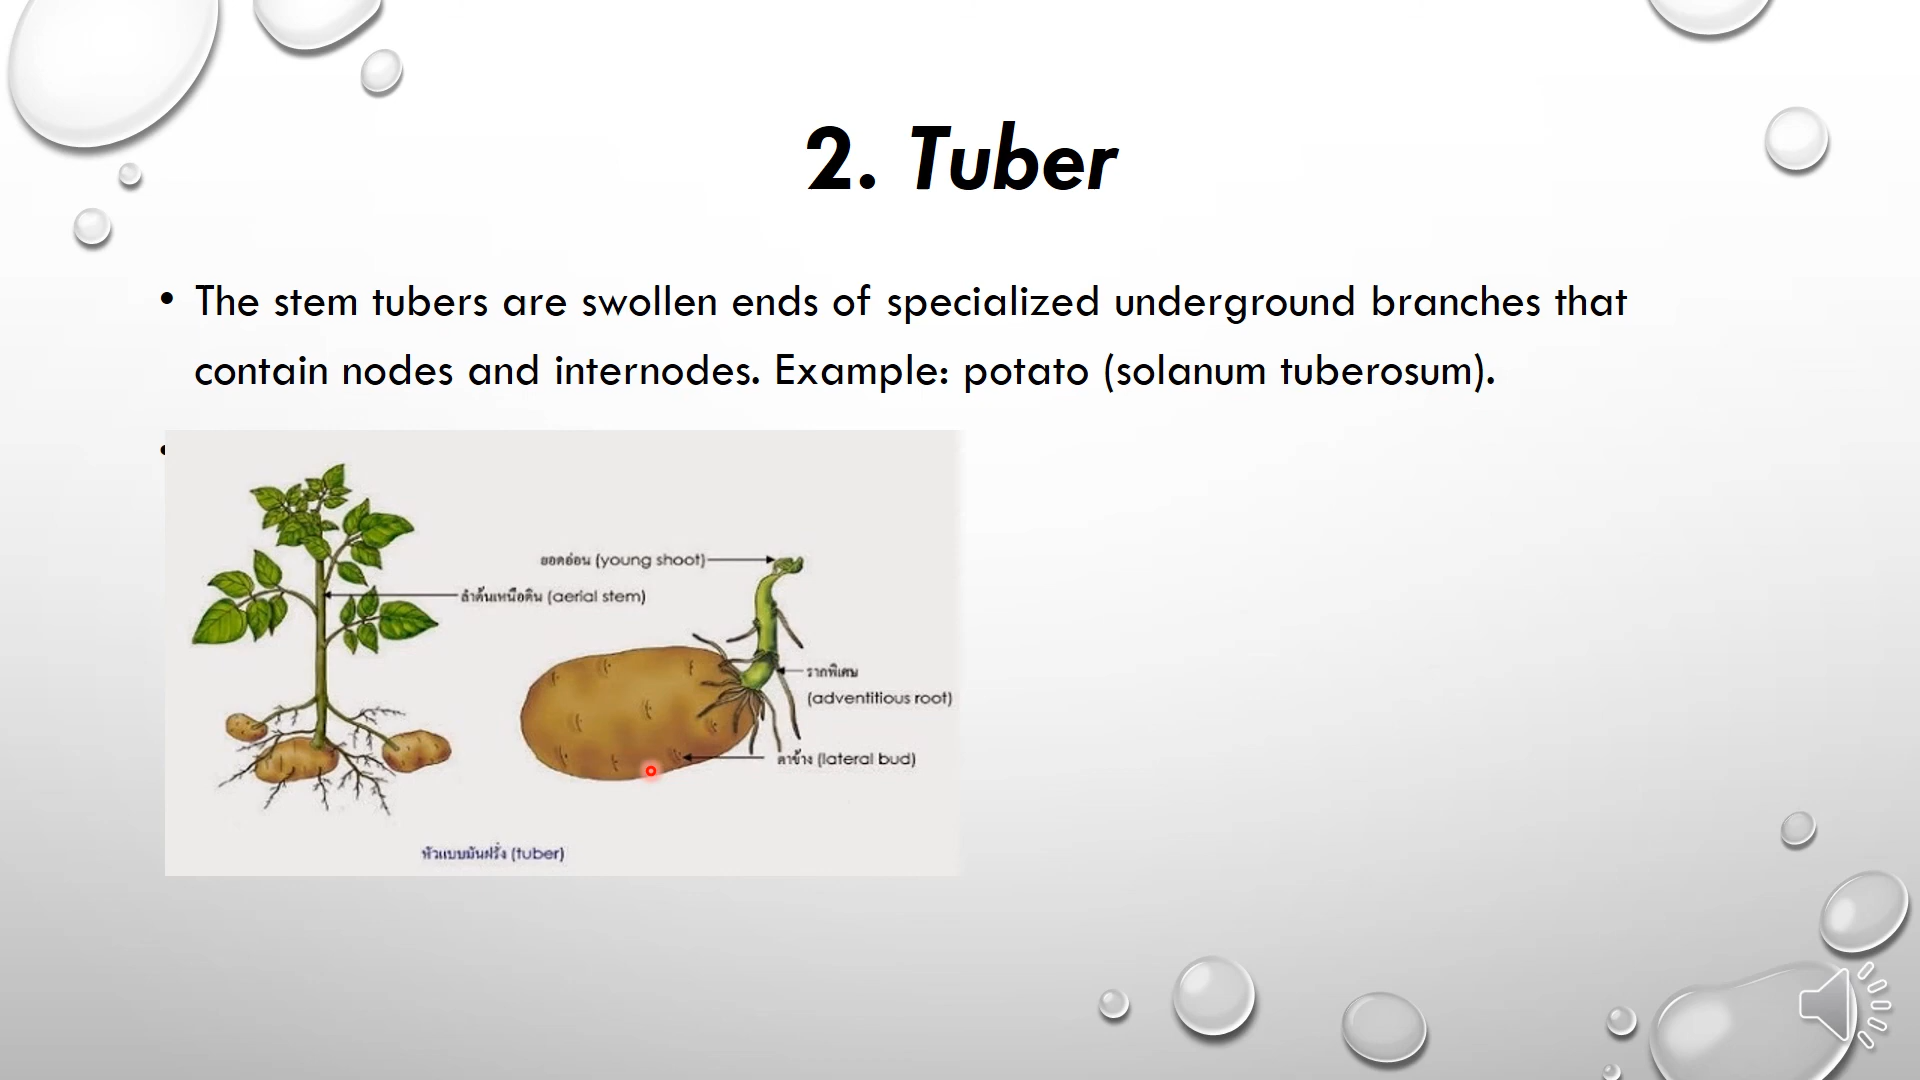 2. Tuber
• The stem tubers are swollen ends of specialized underground branches that
contain nodes and internodes. Example: potato (solanum tuberosum).
•
ยอดอ่อน (young shoot)
ลำต้นเหนือดิน (aerial stem)
รากพิเศษ
(adventitious root)
ตาข้าง (lateral bud)
หัวแบบมันฝรั่ง (tuber)